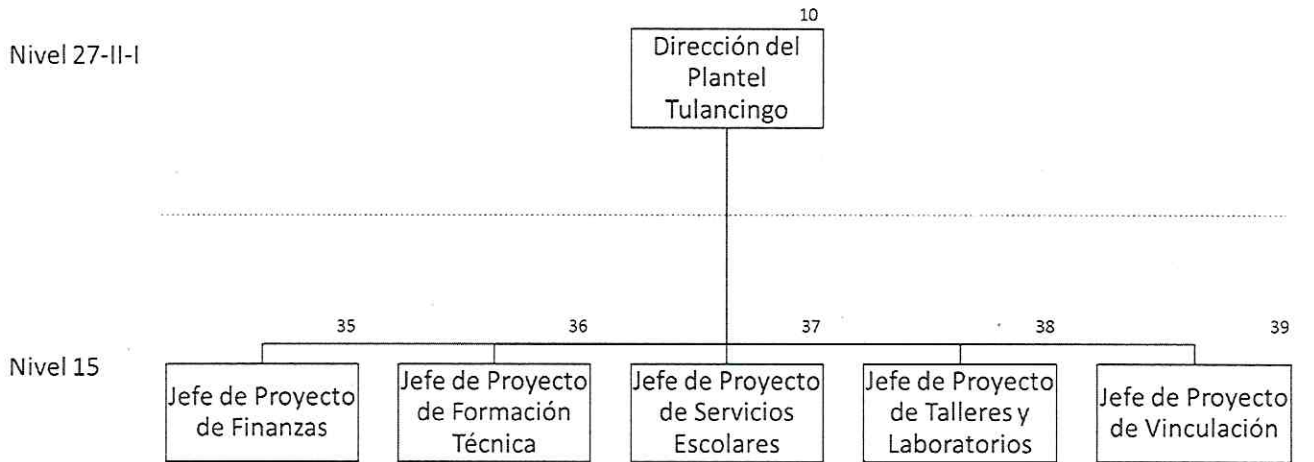 10
Nivel 27-II-I
Dirección del
Plantel
Tulancingo
35
36
37
38
39
Nivel 15
Jefe de Proyecto
de Finanzas
Jefe de Proyecto
de Formación
Técnica
Jefe de Proyecto
de Servicios
Escolares
Jefe de Proyecto
de Talleres y
Laboratorios
Jefe de Proyecto
de Vinculación